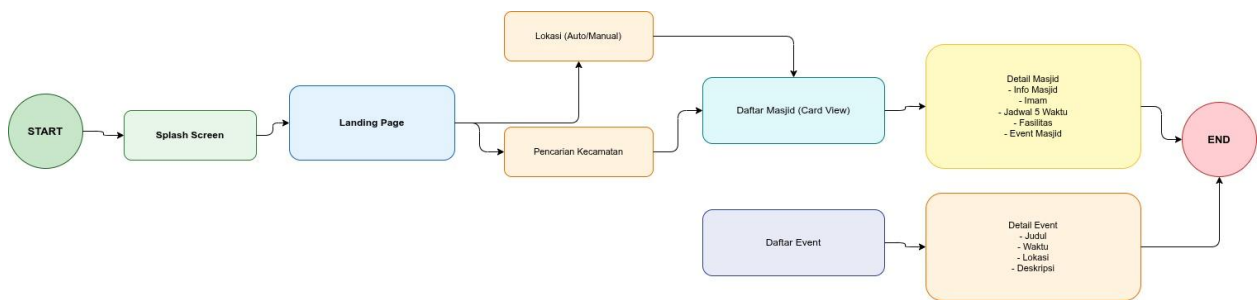 START
Splash Screen
Landing Page
Lokasi (Auto/Manual)
Pencarian Kecamatan
Daftar Masjid (Card View)
Detail Masjid
- Info Masjid
- Imam
- Jadwal 5 Waktu
- Fasilitas
- Event Masjid
END
Daftar Event
Detail Event
- Judul
- Waktu
- Lokasi
- Deskripsi